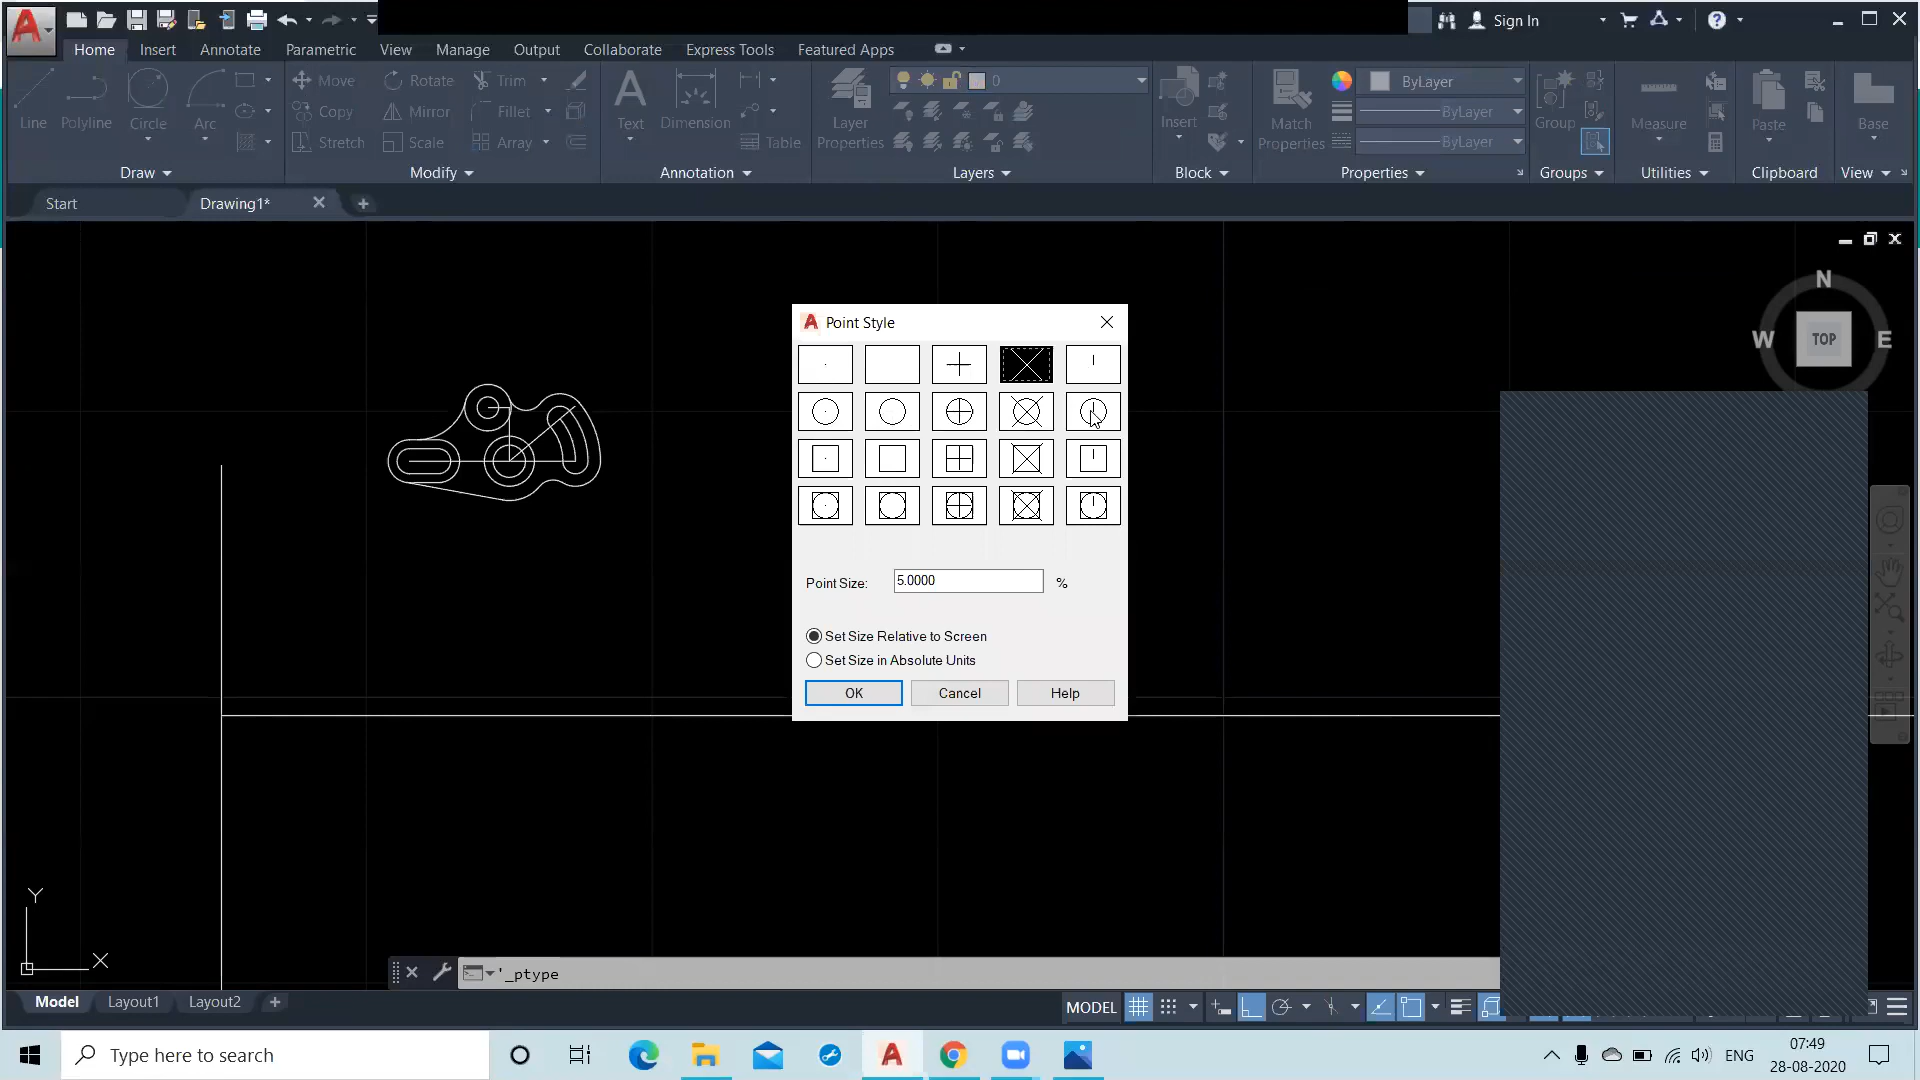 Sign In
Home Insert Annotate Parametric View Manage Output Collaborate Express Tools Featured Apps
Move Rotate Trim 0 ByLayer
Line Polyline Circle Arc Copy Mirror Fillet Text Dimension Layer Properties Insert Match Properties ByLayer Group Measure Paste Base
Stretch Scale Array Table ByLayer
Draw Modify Annotation Layers Block Properties Groups Utilities Clipboard View
Start Drawing1*
N
W TOP E
Point Style
Point Size: 5.0000 %
Set Size Relative to Screen
Set Size in Absolute Units
OK Cancel Help
Y
X
'_ptype
Model Layout1 Layout2
MODEL
Type here to search
ENG
07:49
28-08-2020